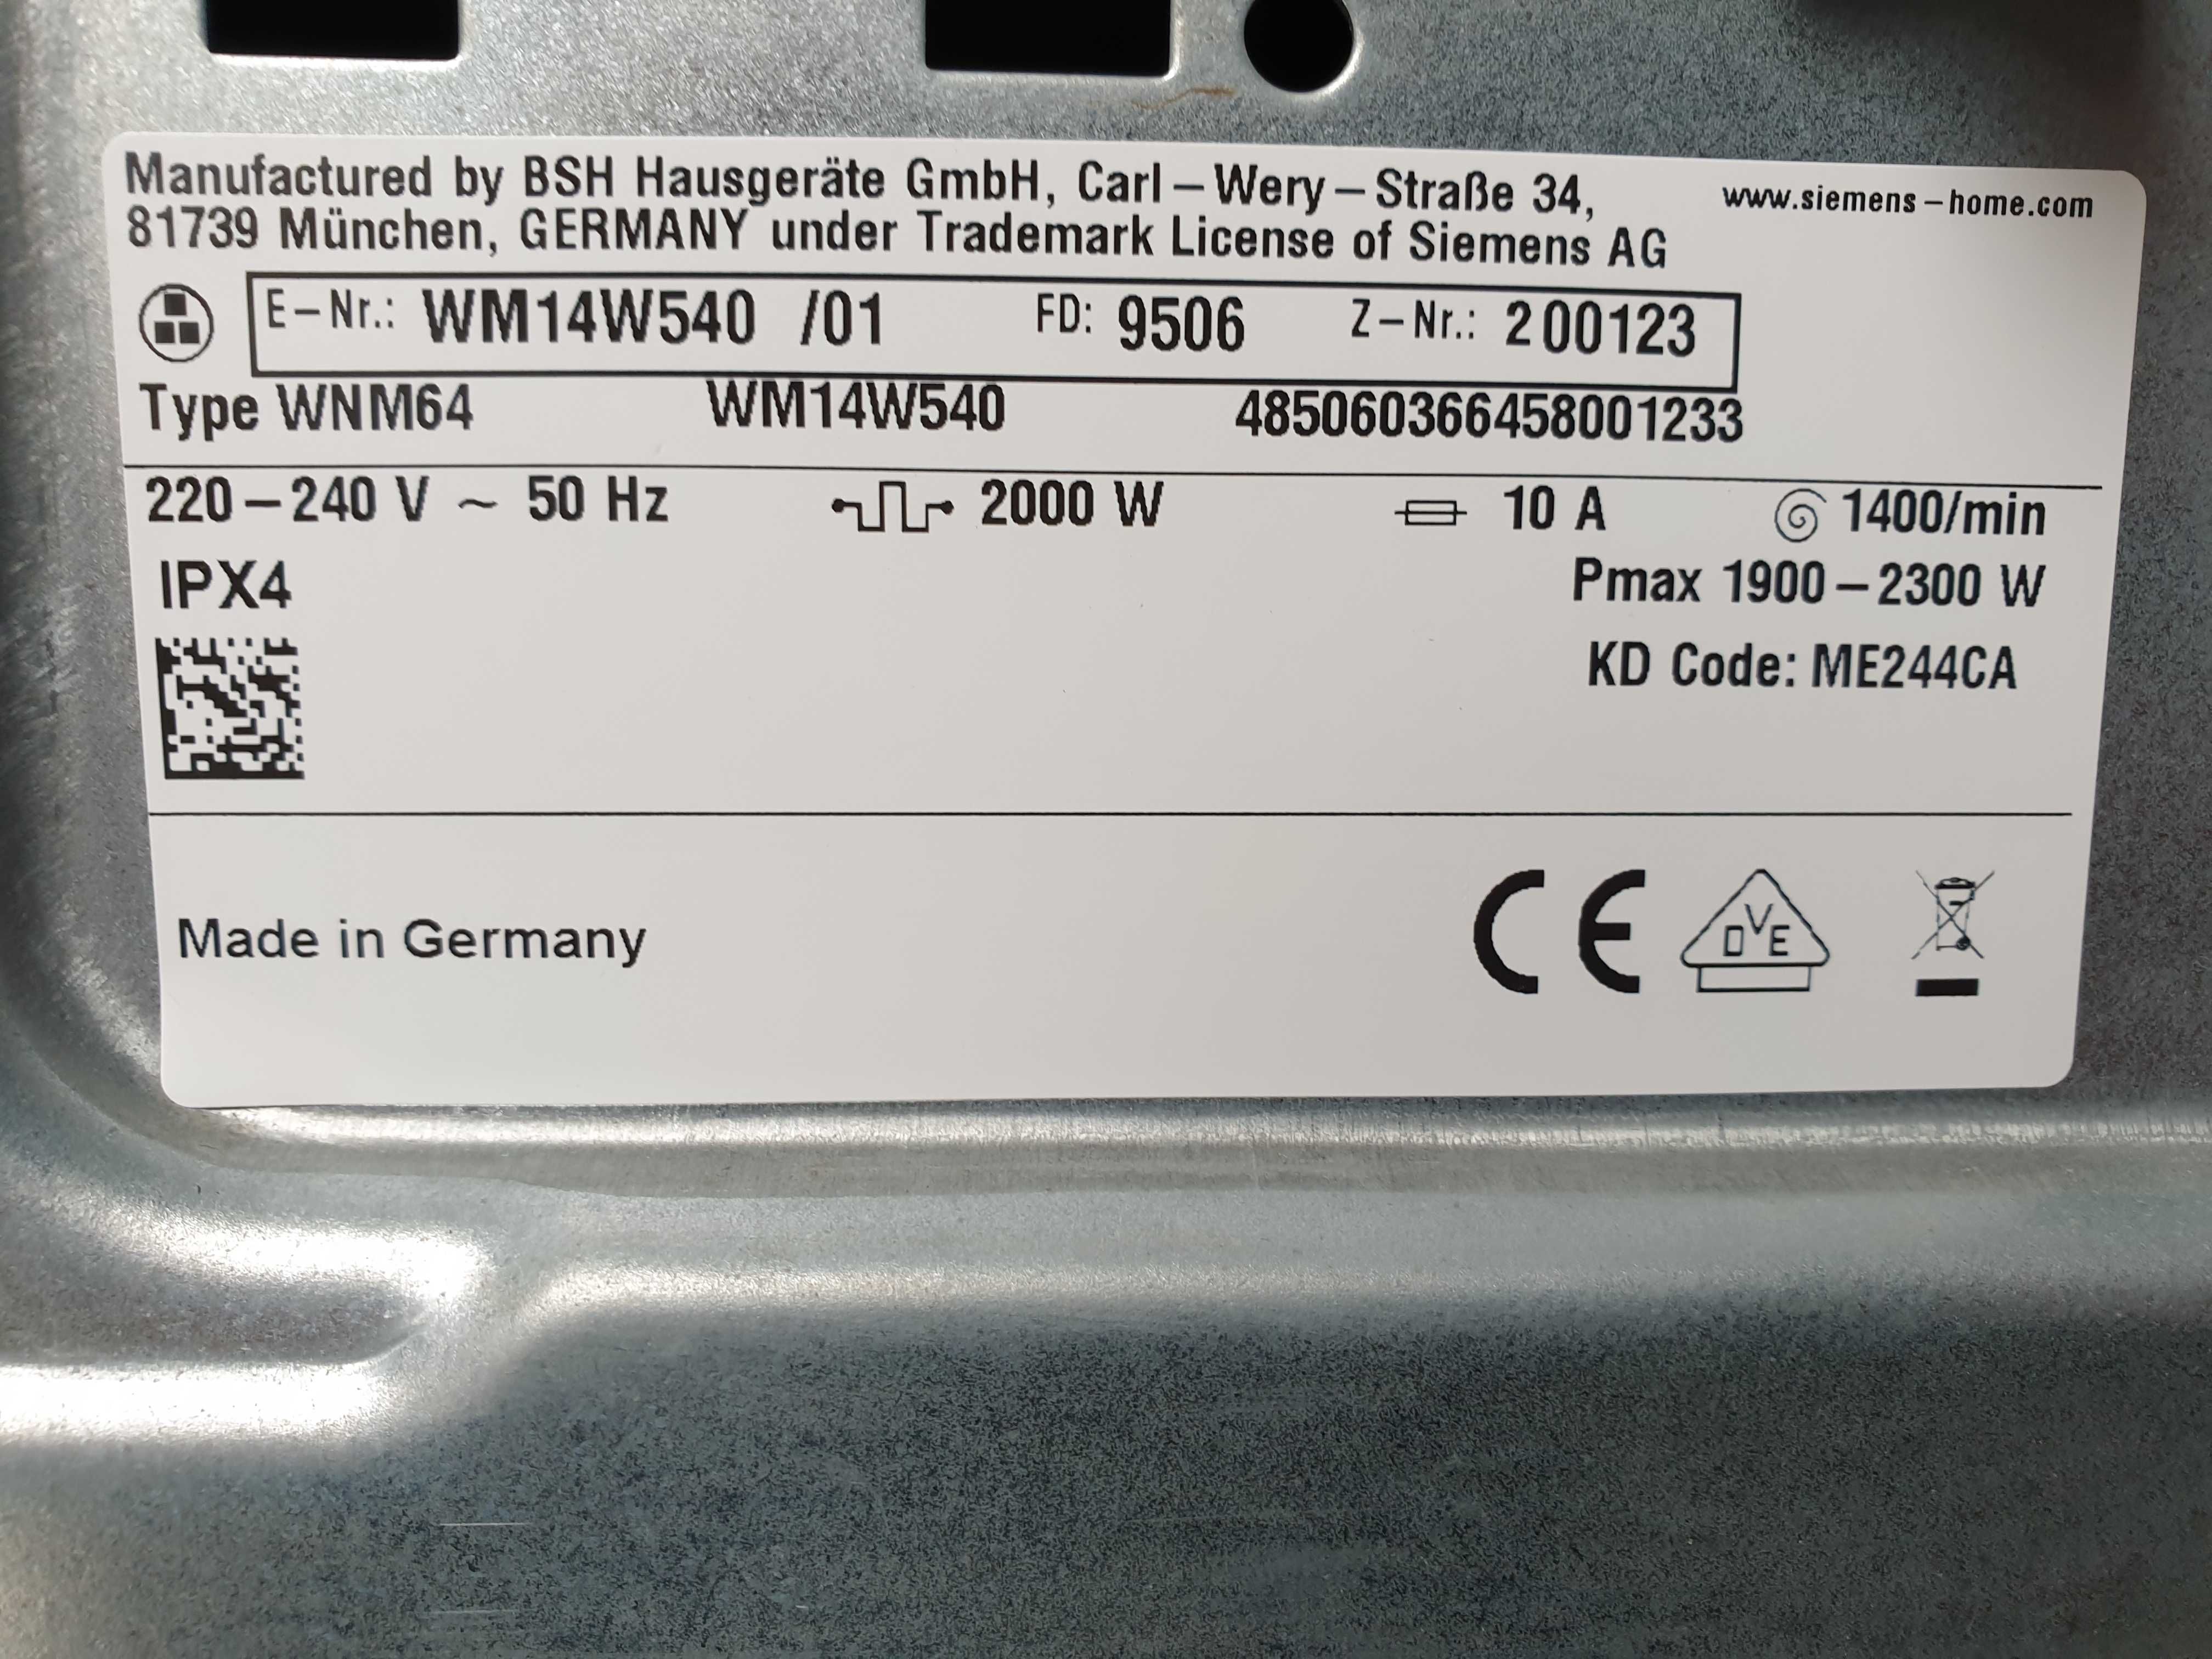 Manufactured by BSH Hausgeräte GmbH, Carl–Wery–Straße 34,
www.siemens–home.com
81739 München, GERMANY under Trademark License of Siemens AG
E–Nr.: WM14W540 /01 FD: 9506 Z–Nr.: 200123
Type WNM64 WM14W540 485060366458001233
220–240 V ~ 50 Hz 2000 W 10 A 1400/min
IPX4 Pmax 1900–2300 W
KD Code: ME244CA
Made in Germany CE DVE